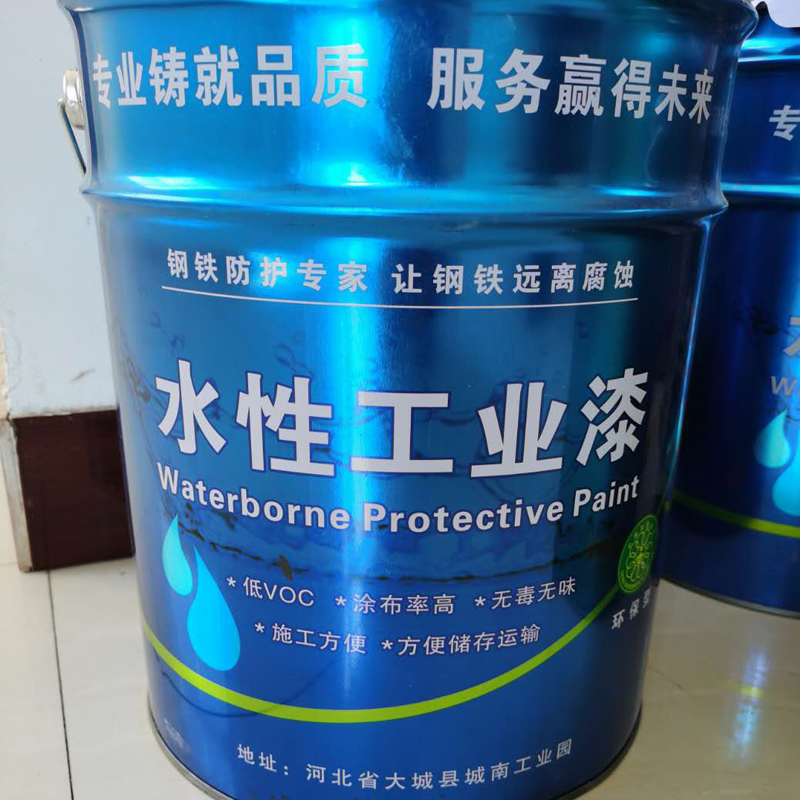 专业铸就品质 服务赢得未来
钢铁防护专家 让钢铁远离腐蚀
水性工业漆
Waterborne Protective Paint
*低VOC *涂布率高 *无毒无味
*施工方便 *方便储存运输
环保
地址：河北省大城县城南工业园
专
W